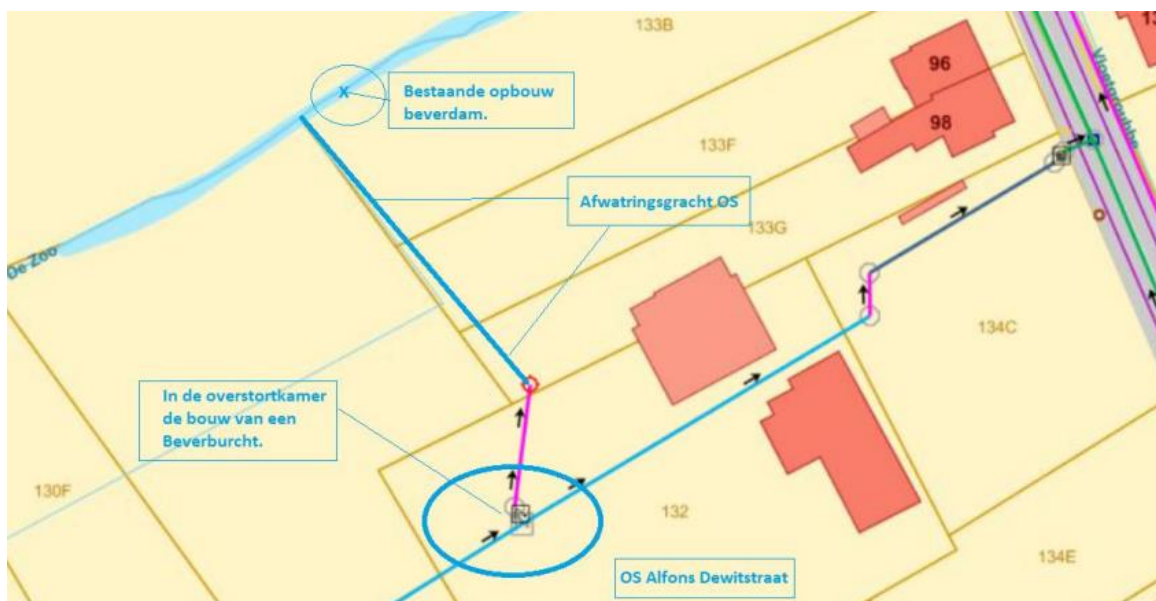 133B
96
X
Bestaande opbouw
beverdam.
98
133F
Afwatringsgracht OS
133G
De Zoo
134C
In de overstortkamer
de bouw van een
Beverburcht.
130F
132
134E
OS Alfons Dewitstraat